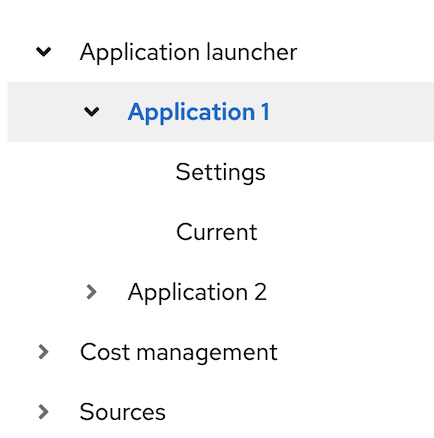 Application launcher
Application 1
Settings
Current
Application 2
Cost management
Sources